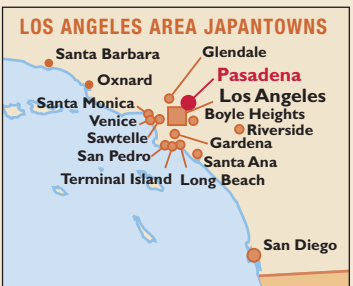 LOS ANGELES AREA JAPANTOWNS
Santa Barbara
Glendale
Oxnard
Pasadena
Santa Monica
Los Angeles
Venice
Boyle Heights
Sawtelle
Riverside
San Pedro
Gardena
Santa Ana
Terminal Island
Long Beach
San Diego